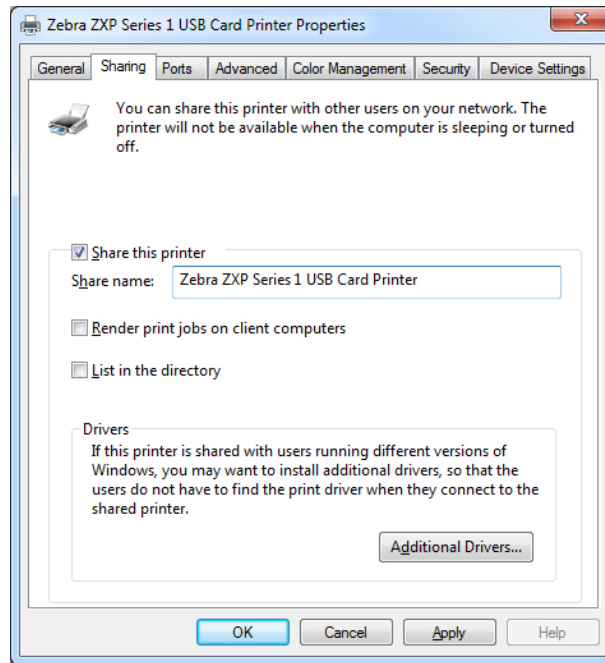 Zebra ZXP Series 1 USB Card Printer Properties
General Sharing Ports Advanced Color Management Security Device Settings
You can share this printer with other users on your network. The
printer will not be available when the computer is sleeping or turned
off.
Share this printer
Share name: Zebra ZXP Series 1 USB Card Printer
Render print jobs on client computers
List in the directory
Drivers
If this printer is shared with users running different versions of
Windows, you may want to install additional drivers, so that the
users do not have to find the print driver when they connect to the
shared printer.
Additional Drivers...
OK Cancel Apply Help